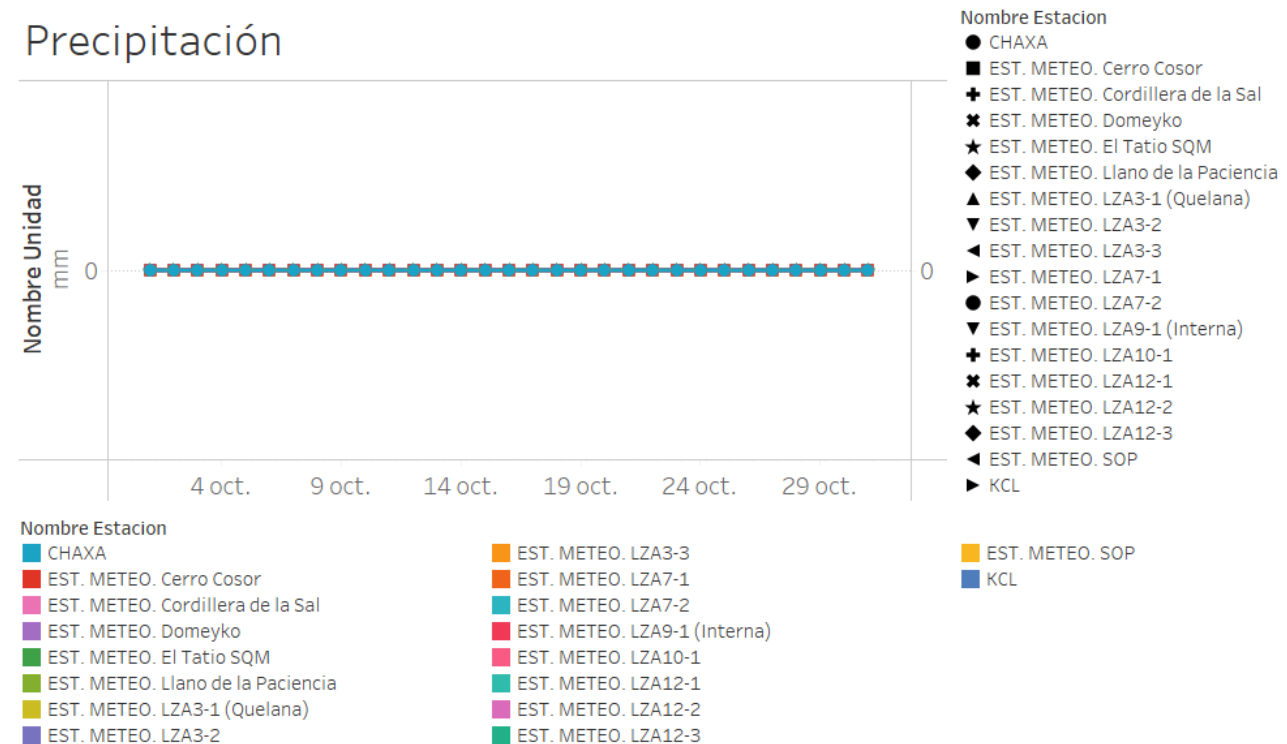 Precipitación
Nombre Unidad
mm
0
0
4 oct.
9 oct.
14 oct.
19 oct.
24 oct.
29 oct.
Nombre Estacion
CHAXA
EST. METEO. Cerro Cosor
EST. METEO. Cordillera de la Sal
EST. METEO. Domeyko
EST. METEO. El Tatio SQM
EST. METEO. Llano de la Paciencia
EST. METEO. LZA3-1 (Quelana)
EST. METEO. LZA3-2
EST. METEO. LZA3-3
EST. METEO. LZA7-1
EST. METEO. LZA7-2
EST. METEO. LZA9-1 (Interna)
EST. METEO. LZA10-1
EST. METEO. LZA12-1
EST. METEO. LZA12-2
EST. METEO. LZA12-3
EST. METEO. SOP
KCL
Nombre Estacion
CHAXA
EST. METEO. Cerro Cosor
EST. METEO. Cordillera de la Sal
EST. METEO. Domeyko
EST. METEO. El Tatio SQM
EST. METEO. Llano de la Paciencia
EST. METEO. LZA3-1 (Quelana)
EST. METEO. LZA3-2
EST. METEO. LZA3-3
EST. METEO. LZA7-1
EST. METEO. LZA7-2
EST. METEO. LZA9-1 (Interna)
EST. METEO. LZA10-1
EST. METEO. LZA12-1
EST. METEO. LZA12-2
EST. METEO. LZA12-3
EST. METEO. SOP
KCL